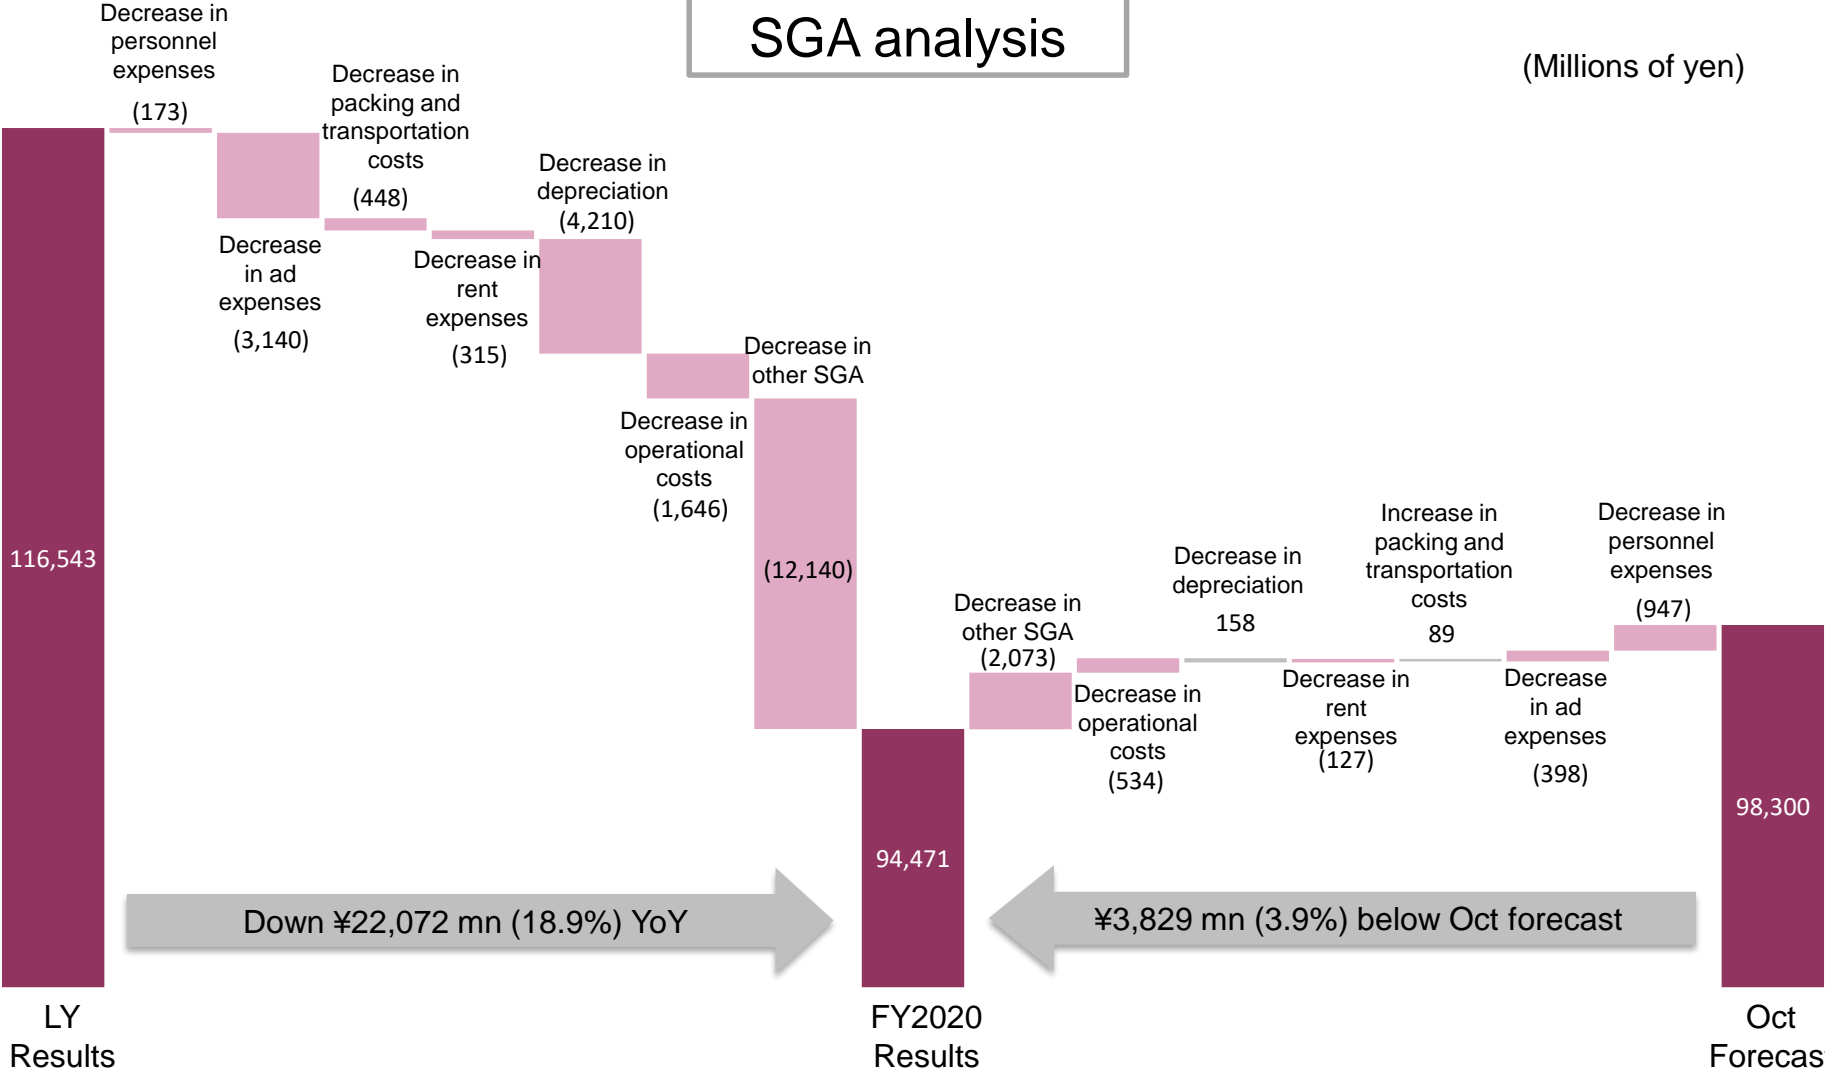 SGA analysis
(Millions of yen)
Decrease in
personnel
expenses
(173)
Decrease
in ad
expenses
(3,140)
Decrease in
packing and
transportation
costs
(448)
Decrease in
rent
expenses
(315)
Decrease in
depreciation
(4,210)
Decrease in
operational
costs
(1,646)
Decrease in
other SGA
(12,140)
Decrease in
other SGA
(2,073)
Decrease in
operational
costs
(534)
Decrease in
depreciation
158
Decrease in
rent
expenses
(127)
Increase in
packing and
transportation
costs
89
Decrease
in ad
expenses
(398)
Decrease in
personnel
expenses
(947)
116,543
94,471
98,300
Down ¥22,072 mn (18.9%) YoY
¥3,829 mn (3.9%) below Oct forecast
LY
Results
FY2020
Results
Oct
Forecas